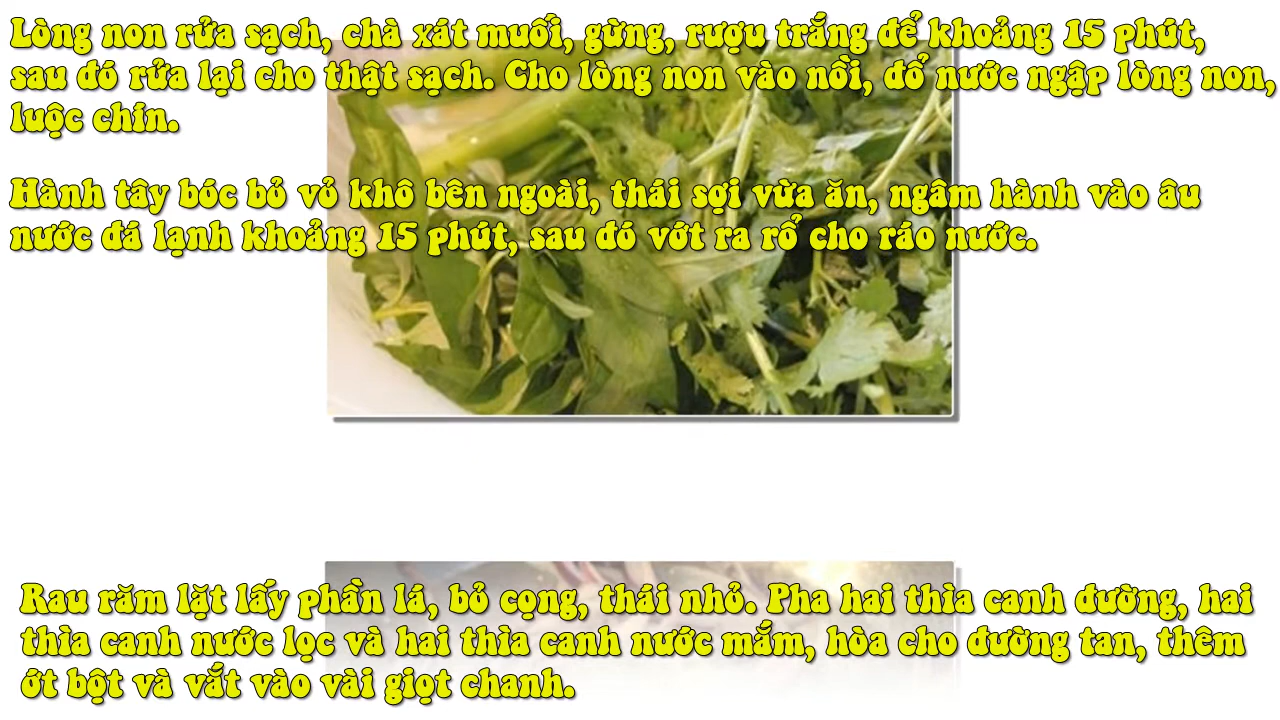 Lòng non rửa sạch, chà xát muối, gừng, rượu trắng để khoảng 15 phút,
sau đó rửa lại cho thật sạch. Cho lòng non vào nồi, đổ nước ngập lòng non,
luộc chín.
Hành tây bóc bỏ vỏ khô bên ngoài, thái sợi vừa ăn, ngâm hành vào âu
nước đá lạnh khoảng 15 phút, sau đó vớt ra rổ cho ráo nước.
Rau răm lặt lấy phần lá, bỏ cọng, thái nhỏ. Pha hai thìa canh đường, hai
thìa canh nước lọc và hai thìa canh nước mắm, hòa cho đường tan, thêm
ớt bột và vắt vào vài giọt chanh.